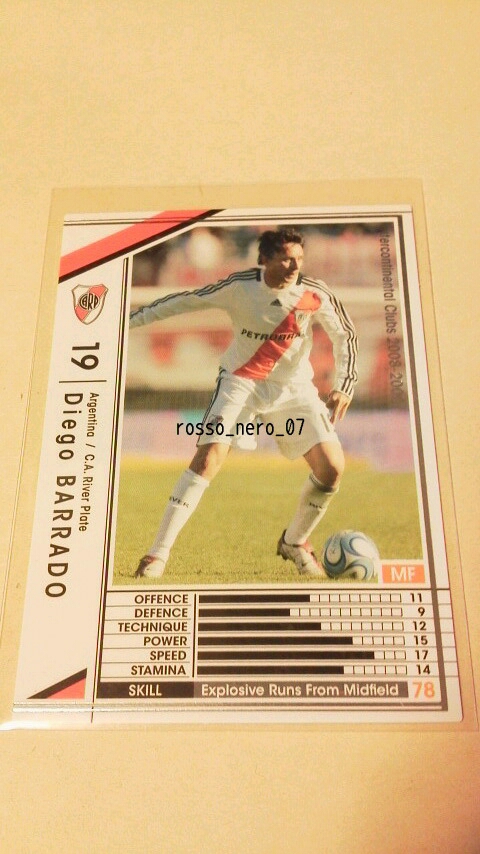 Intercontinental Clubs 2008-20
PETROBRAS
rosso_nero_07
19
Argentina / C.A. River Plate
Diego BARRADO
MF
OFFENCE 11
DEFENCE 9
TECHNIQUE 12
POWER 15
SPEED 17
STAMINA 14
SKILL Explosive Runs From Midfield 78